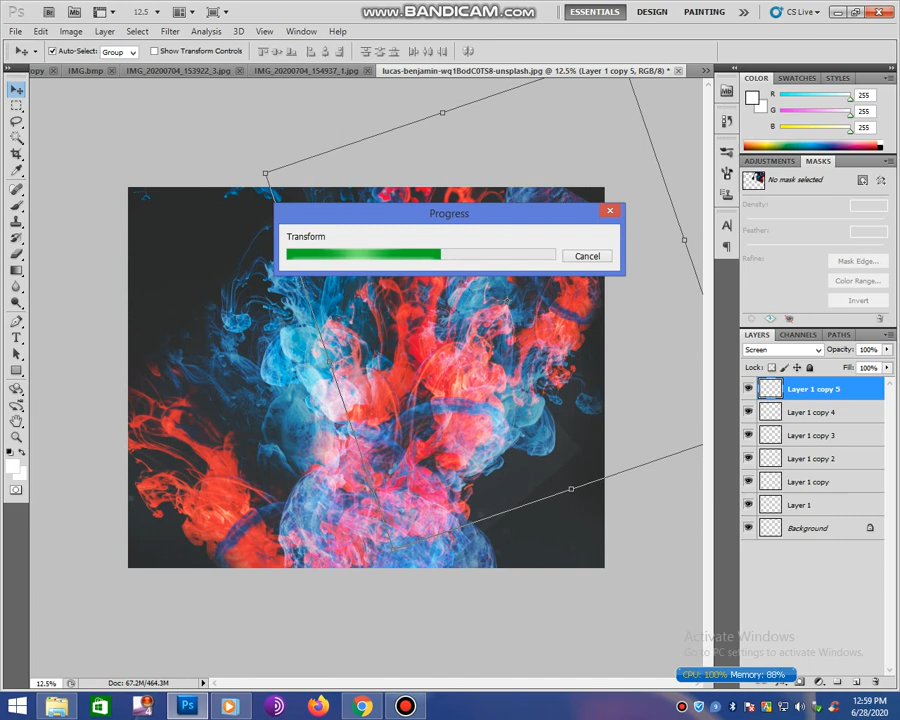 Ps Br Mb 12.5 WWW.BANDICAM.COM ESSENTIALS DESIGN PAINTING CS Live
File Edit Image Layer Select Filter Analysis 3D View Window Help
Auto-Select: Group Show Transform Controls
opy IMG.bmp IMG_20200704_153922_3.jpg IMG_20200704_154937_1.jpg lucas-benjamin-wq1BodC0TS8-unsplash.jpg @ 12.5% (Layer 1 copy 5, RGB/8) *
COLOR SWATCHES STYLES
R 255
G 255
B 255
ADJUSTMENTS MASKS
No mask selected
Density:
Feather:
Refine: Mask Edge...
Color Range...
Invert
Progress
Transform
Cancel
LAYERS CHANNELS PATHS
Screen Opacity: 100%
Lock: Fill: 100%
Layer 1 copy 5
Layer 1 copy 4
Layer 1 copy 3
Layer 1 copy 2
Layer 1 copy
Layer 1
Background
Activate Windows
Go to PC settings to activate Windows.
CPU: 100% Memory: 88%
12.5% Doc: 67.2M/464.3M
Ps
12:59 PM
6/28/2020